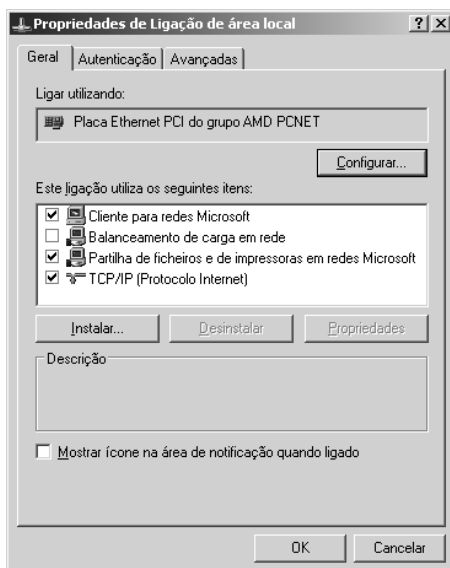 Propriedades de Ligação de área local
Geral
Autenticação
Avançadas
Ligar utilizando:
Placa Ethernet PCI do grupo AMD PCNET
Configurar...
Este ligação utiliza os seguintes itens:
Cliente para redes Microsoft
Balanceamento de carga em rede
Partilha de ficheiros e de impressoras em redes Microsoft
TCP/IP (Protocolo Internet)
Instalar...
Desinstalar
Propriedades
Descrição
Mostrar ícone na área de notificação quando ligado
OK
Cancelar